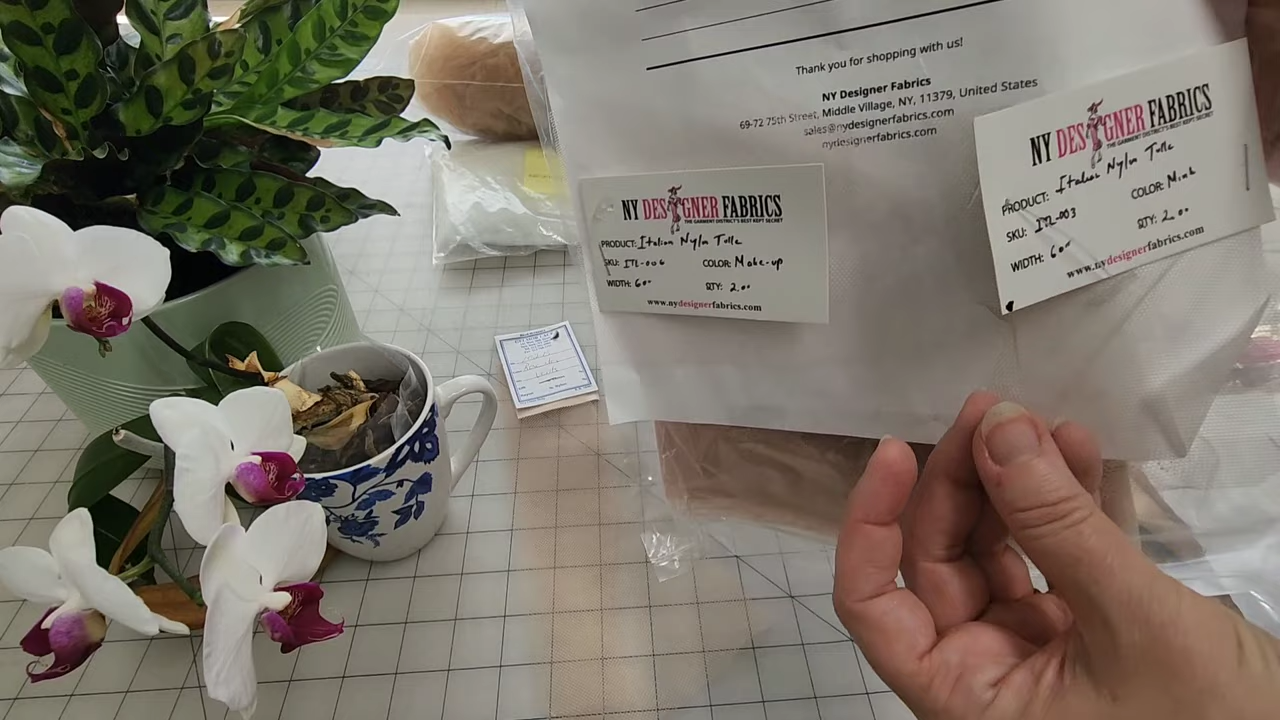 Thank you for shopping with us!
NY Designer Fabrics
69-72 75th Street, Middle Village, NY, 11379, United States
sales@nydesignerfabrics.com
nydesignerfabrics.com
NY DESIGNER FABRICS
THE GARMENT DISTRICT'S BEST KEPT SECRET
PRODUCT: Italian Nylon Tulle
SKU: ITL-006 COLOR: Make-up
WIDTH: 60" QTY: 2.00
www.nydesignerfabrics.com
NY DESIGNER FABRICS
THE GARMENT DISTRICT'S BEST KEPT SECRET
PRODUCT: Italian Nylon Tulle
SKU: ITL-003 COLOR: Mink
WIDTH: 60" QTY: 2.00
www.nydesignerfabrics.com